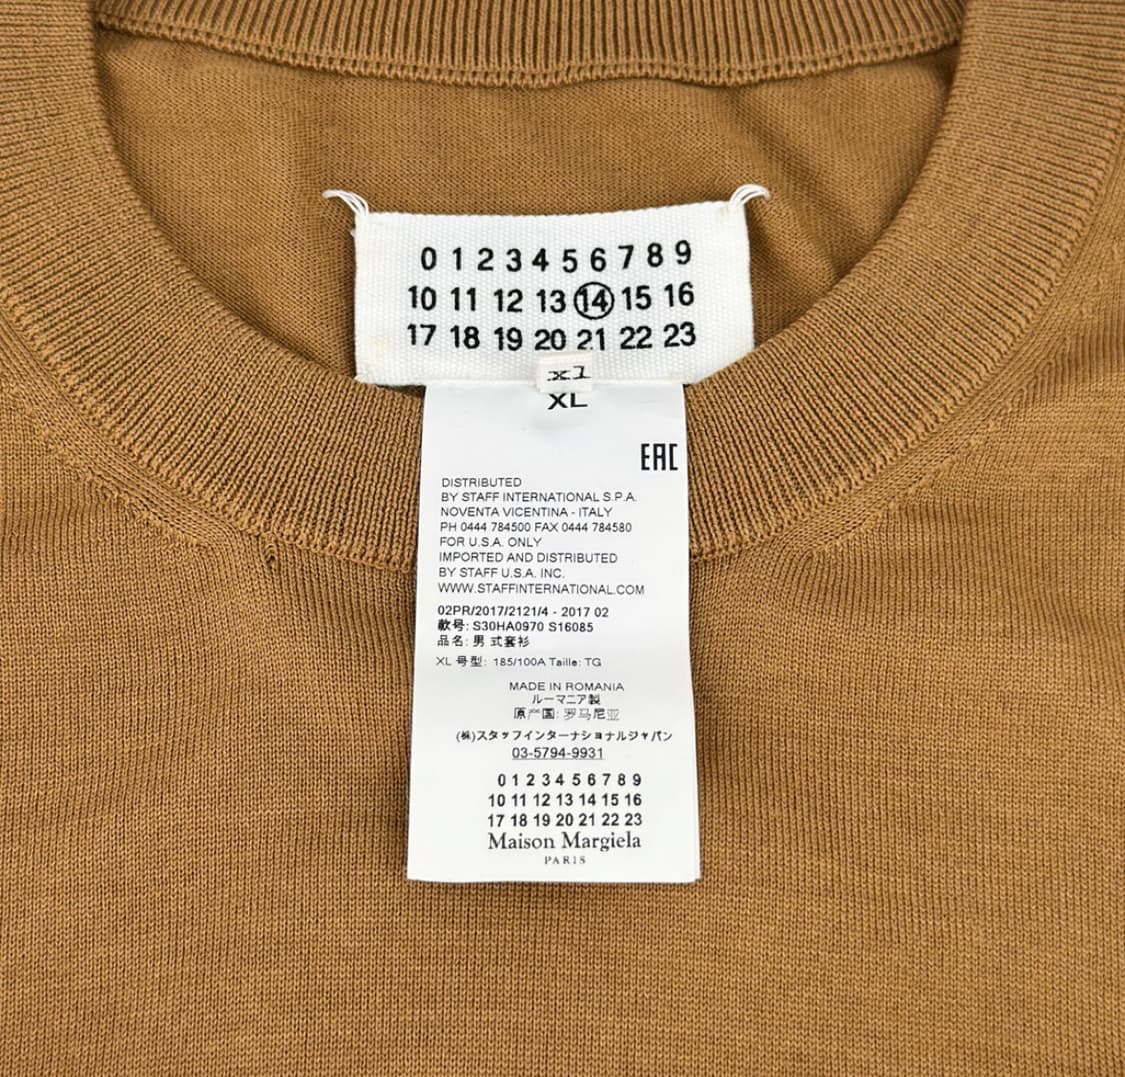 0 1 2 3 4 5 6 7 8 9
10 11 12 13 14 15 16
17 18 19 20 21 22 23
XL
XL
EAC
DISTRIBUTED
BY STAFF INTERNATIONAL S.P.A.
NOVENTA VICENTINA - ITALY
PH 0444 784500 FAX 0444 784580
FOR U.S.A. ONLY
IMPORTED AND DISTRIBUTED
BY STAFF U.S.A. INC.
WWW.STAFFINTERNATIONAL.COM
02PR/2017/2121/4 - 2017 02
款号: S30HA0970 S16085
品名: 男 式套衫
XL 号型: 185/100A Taille: TG
MADE IN ROMANIA
ルーマニア製
原产国: 罗马尼亚
(株)スタッフインターナショナルジャパン
03-5794-9931
0 1 2 3 4 5 6 7 8 9
10 11 12 13 14 15 16
17 18 19 20 21 22 23
Maison Margiela
PARIS